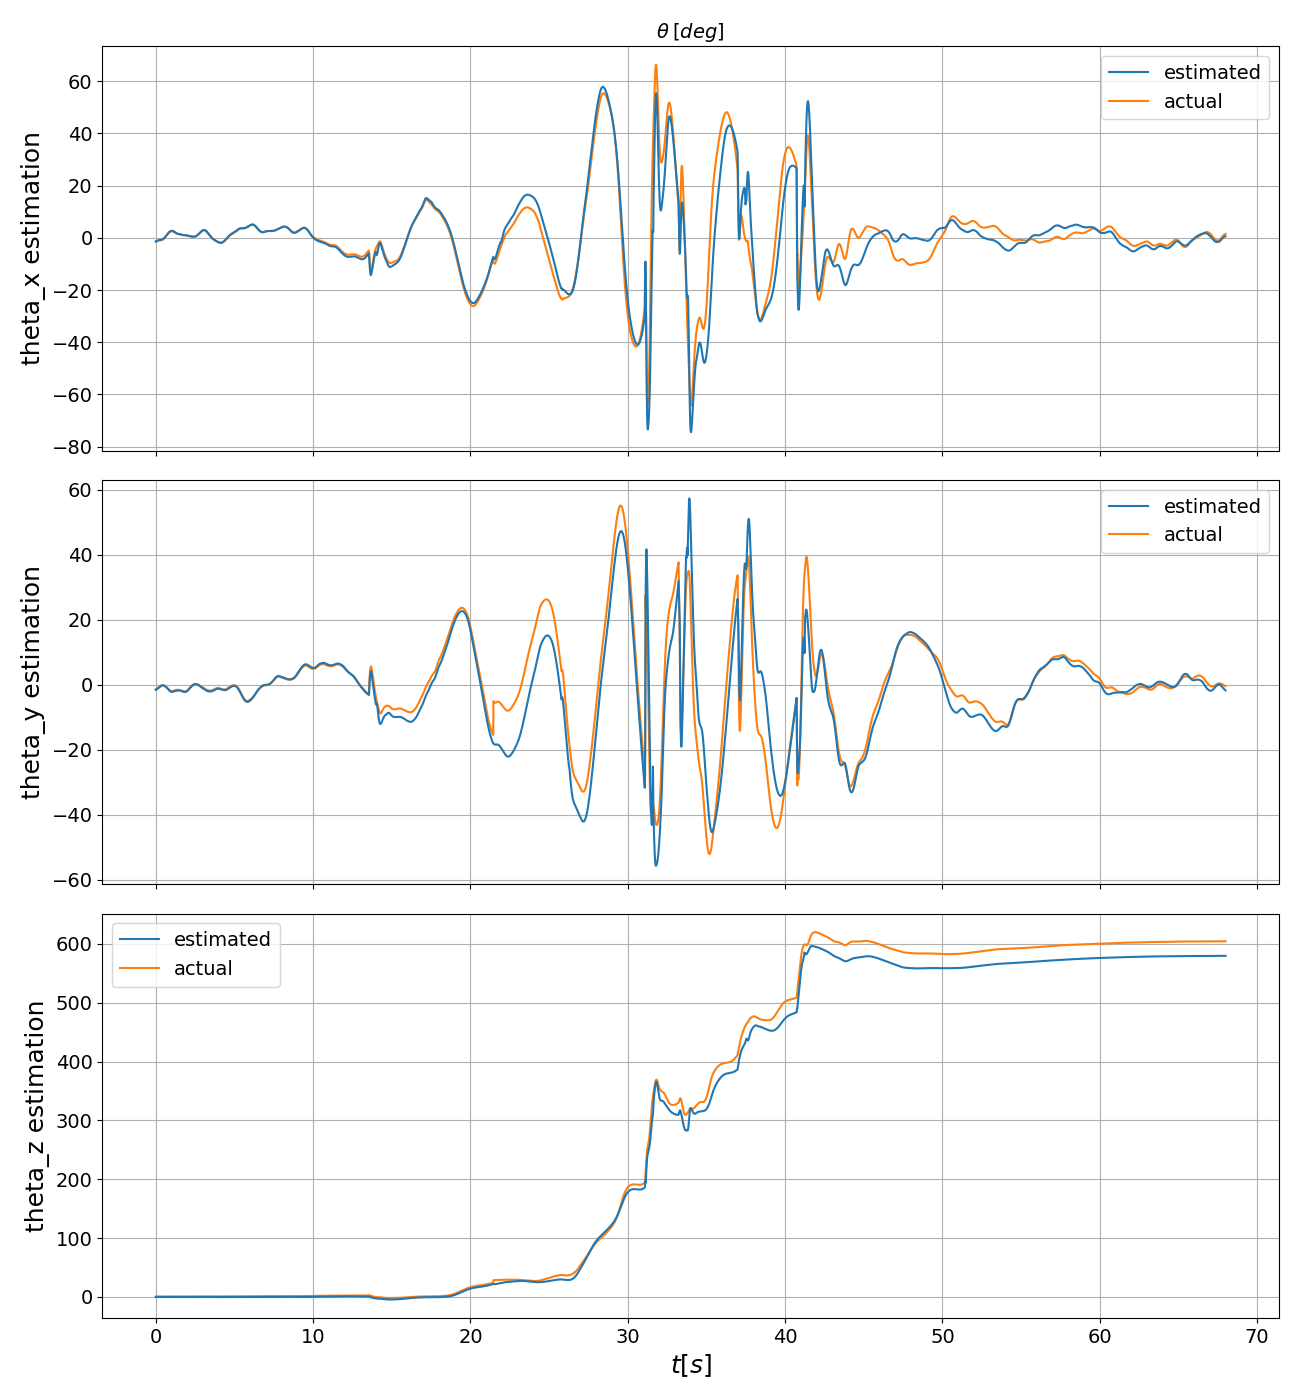 θ [deg]
theta_x estimation
60
40
20
0
−20
−40
−60
−80
estimated
actual
theta_y estimation
60
40
20
0
−20
−40
−60
estimated
actual
theta_z estimation
600
500
400
300
200
100
0
estimated
actual
0 10 20 30 40 50 60 70
t[s]